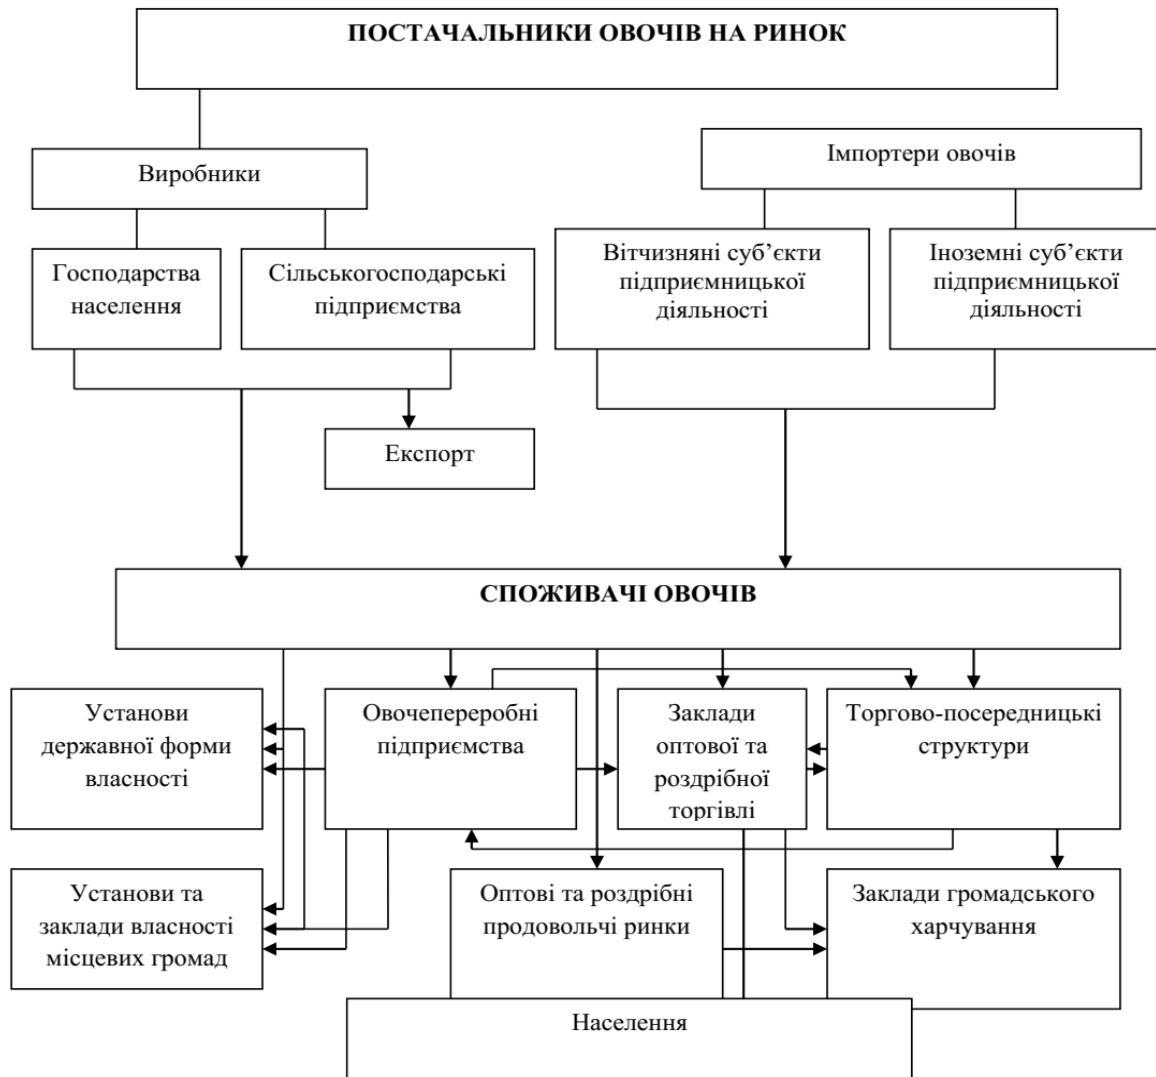 ПОСТАЧАЛЬНИКИ ОВОЧІВ НА РИНОК
Виробники
Імпортери овочів
Господарства
населення
Сільськогосподарські
підприємства
Вітчизняні суб’єкти
підприємницької
діяльності
Іноземні суб’єкти
підприємницької
діяльності
Експорт
СПОЖИВАЧІ ОВОЧІВ
Установи
державної форми
власності
Овочепереробні
підприємства
Заклади
оптової та
роздрібної
торгівлі
Торгово-посередницькі
структури
Установи та
заклади власності
місцевих громад
Оптові та роздрібні
продовольчі ринки
Заклади громадського
харчування
Населення